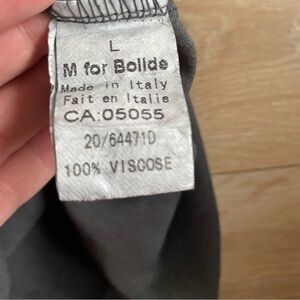 L
M for Bolide
Made in Italy
Fait en Italie
CA:05055
20/64471D
100% VISCOSE